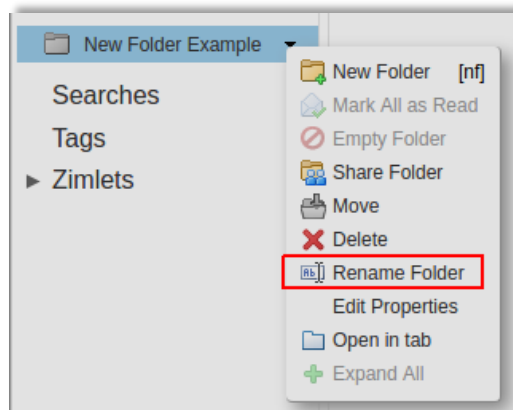 New Folder Example
Searches
Tags
Zimlets
New Folder [nf]
Mark All as Read
Empty Folder
Share Folder
Move
Delete
Rename Folder
Edit Properties
Open in tab
Expand All